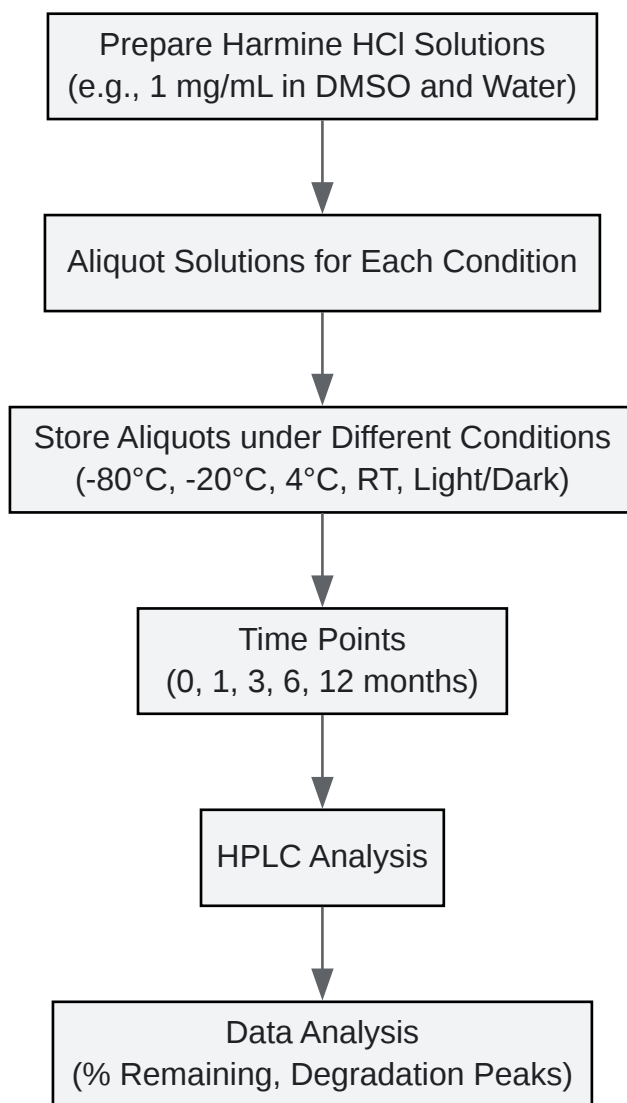 Prepare Harmine HCl Solutions
(e.g., 1 mg/mL in DMSO and Water)
Aliquot Solutions for Each Condition
Store Aliquots under Different Conditions
(-80°C, -20°C, 4°C, RT, Light/Dark)
Time Points
(0, 1, 3, 6, 12 months)
HPLC Analysis
Data Analysis
(% Remaining, Degradation Peaks)